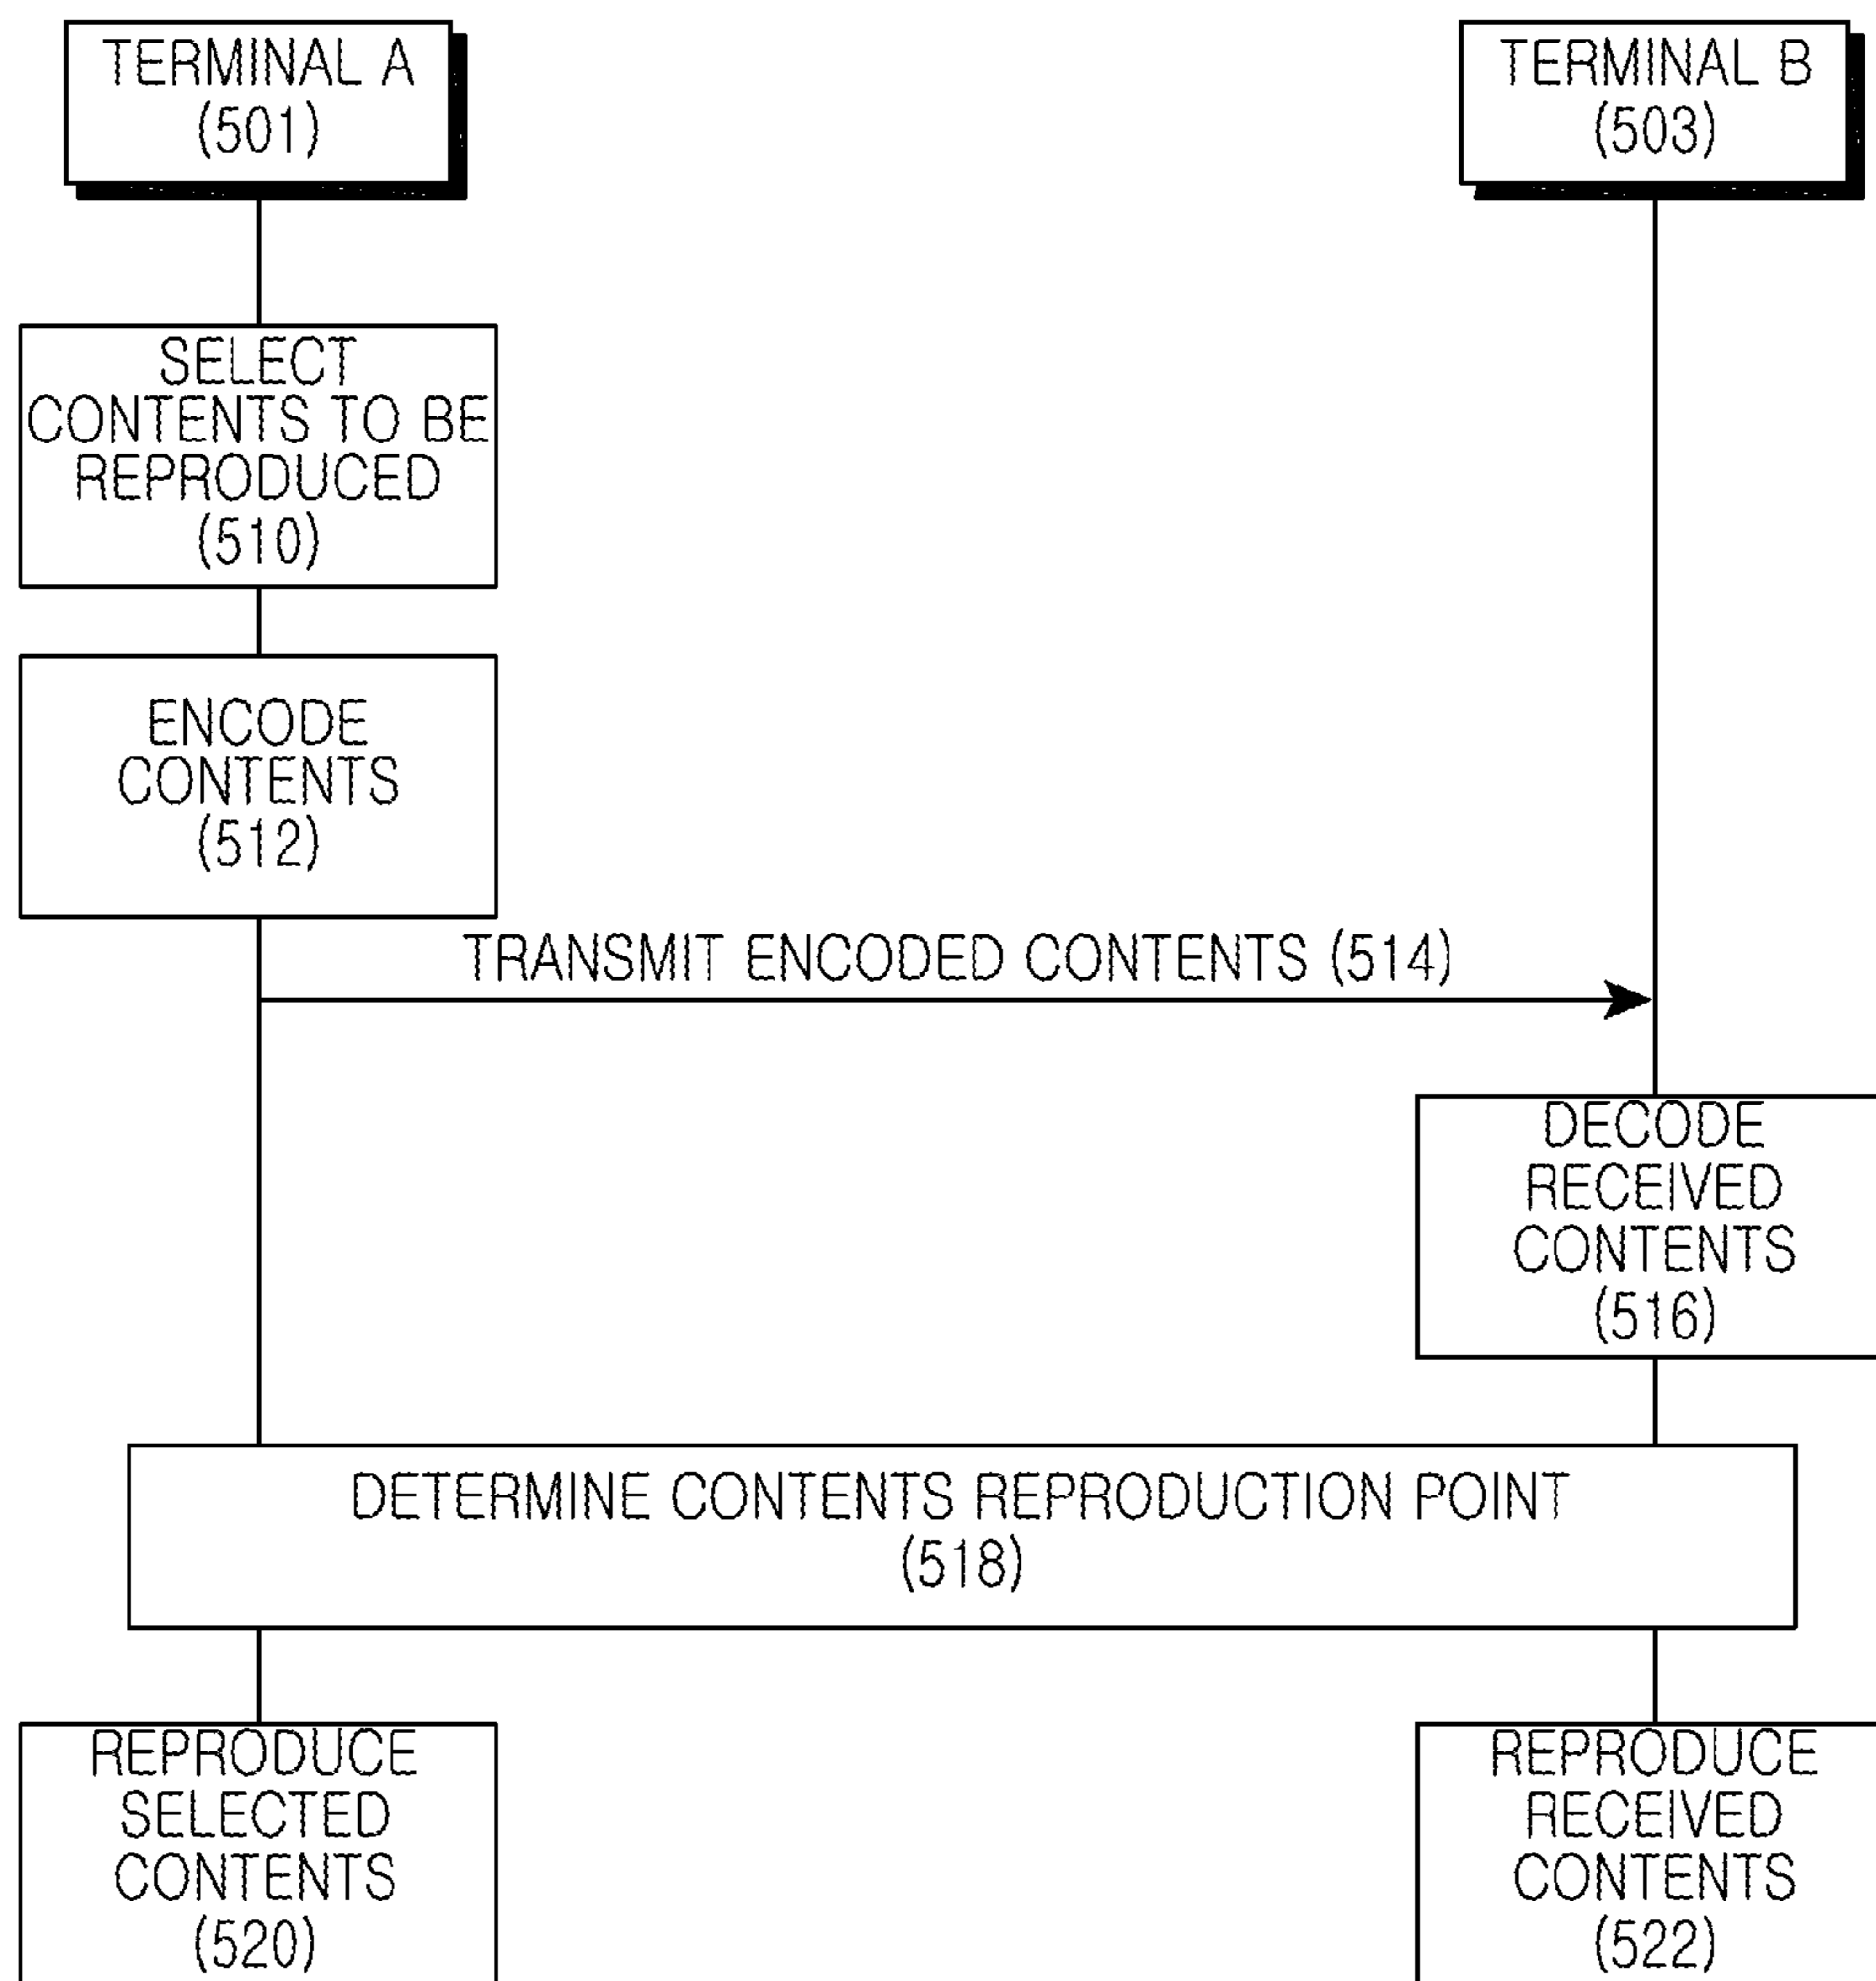 TERMINAL A
(501)
TERMINAL B
(503)
SELECT
CONTENTS TO BE
REPRODUCED
(510)
ENCODE
CONTENTS
(512)
TRANSMIT ENCODED CONTENTS (514)
DECODE
RECEIVED
CONTENTS
(516)
DETERMINE CONTENTS REPRODUCTION POINT
(518)
REPRODUCE
SELECTED
CONTENTS
(520)
REPRODUCE
RECEIVED
CONTENTS
(522)